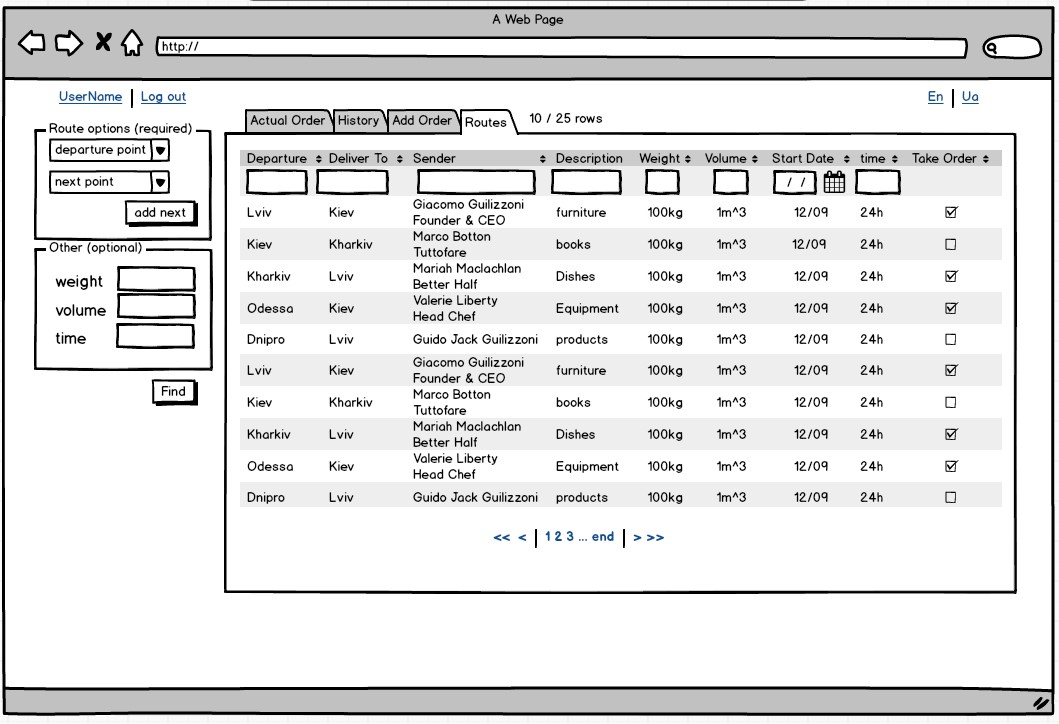 A Web Page
http://
UserName | Log out
En | Ua
Route options (required)
departure point
next point
add next
Other (optional)
weight
volume
time
Find
Actual Order History Add Order Routes 10 / 25 rows
Departure Deliver To Sender Description Weight Volume Start Date time Take Order
/ /
Lviv Kiev Giacomo Guilizzoni furniture 100kg 1m^3 12/09 24h
Founder & CEO
Kiev Kharkiv Marco Botton books 100kg 1m^3 12/09 24h
Tuttofare
Kharkiv Lviv Mariah Maclachlan Dishes 100kg 1m^3 12/09 24h
Better Half
Odessa Kiev Valerie Liberty Equipment 100kg 1m^3 12/09 24h
Head Chef
Dnipro Lviv Guido Jack Guilizzoni products 100kg 1m^3 12/09 24h
Lviv Kiev Giacomo Guilizzoni furniture 100kg 1m^3 12/09 24h
Founder & CEO
Kiev Kharkiv Marco Botton books 100kg 1m^3 12/09 24h
Tuttofare
Kharkiv Lviv Mariah Maclachlan Dishes 100kg 1m^3 12/09 24h
Better Half
Odessa Kiev Valerie Liberty Equipment 100kg 1m^3 12/09 24h
Head Chef
Dnipro Lviv Guido Jack Guilizzoni products 100kg 1m^3 12/09 24h
<< < | 1 2 3 ... end | > >>